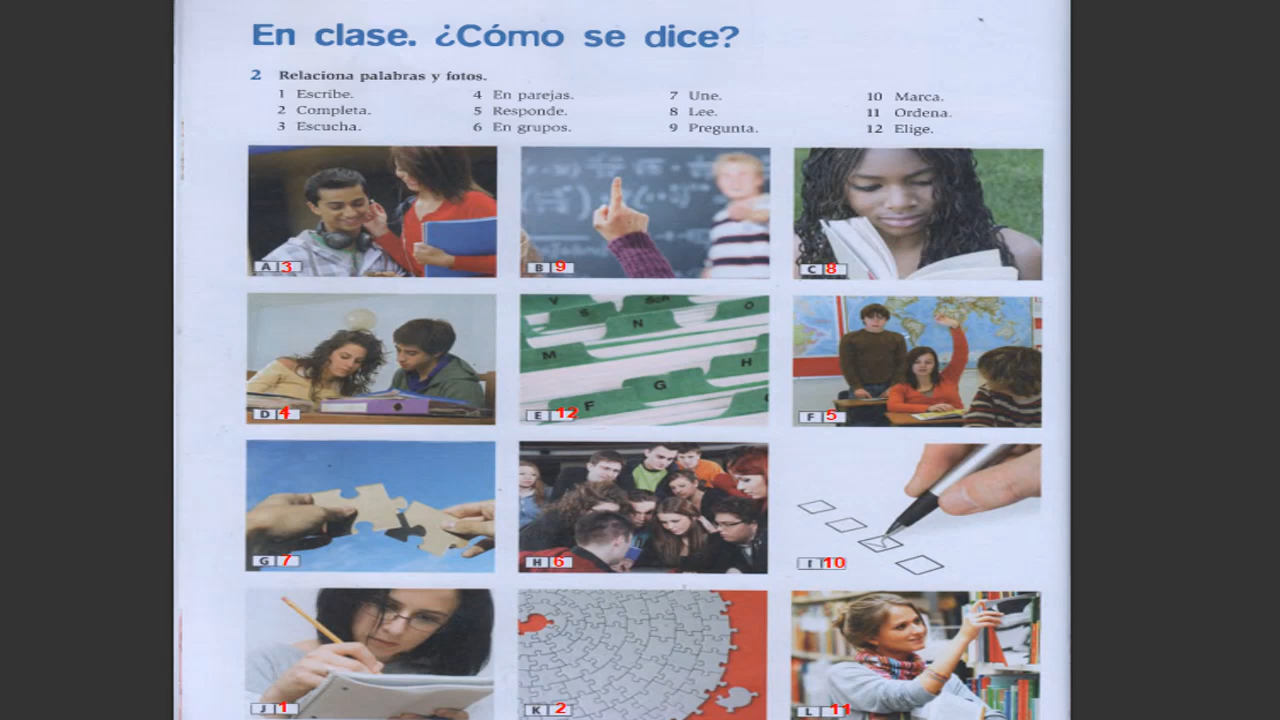 En clase. ¿Cómo se dice?
2 Relaciona palabras y fotos.
1 Escribe.
2 Completa.
3 Escucha.
4 En parejas.
5 Responde.
6 En grupos.
7 Une.
8 Lee.
9 Pregunta.
10 Marca.
11 Ordena.
12 Elige.
A 3
B 9
C 8
V S N O
M H
F G
D 4
E 12
F 5
G 7
H 6
I 10
J 1
K 2
L 11